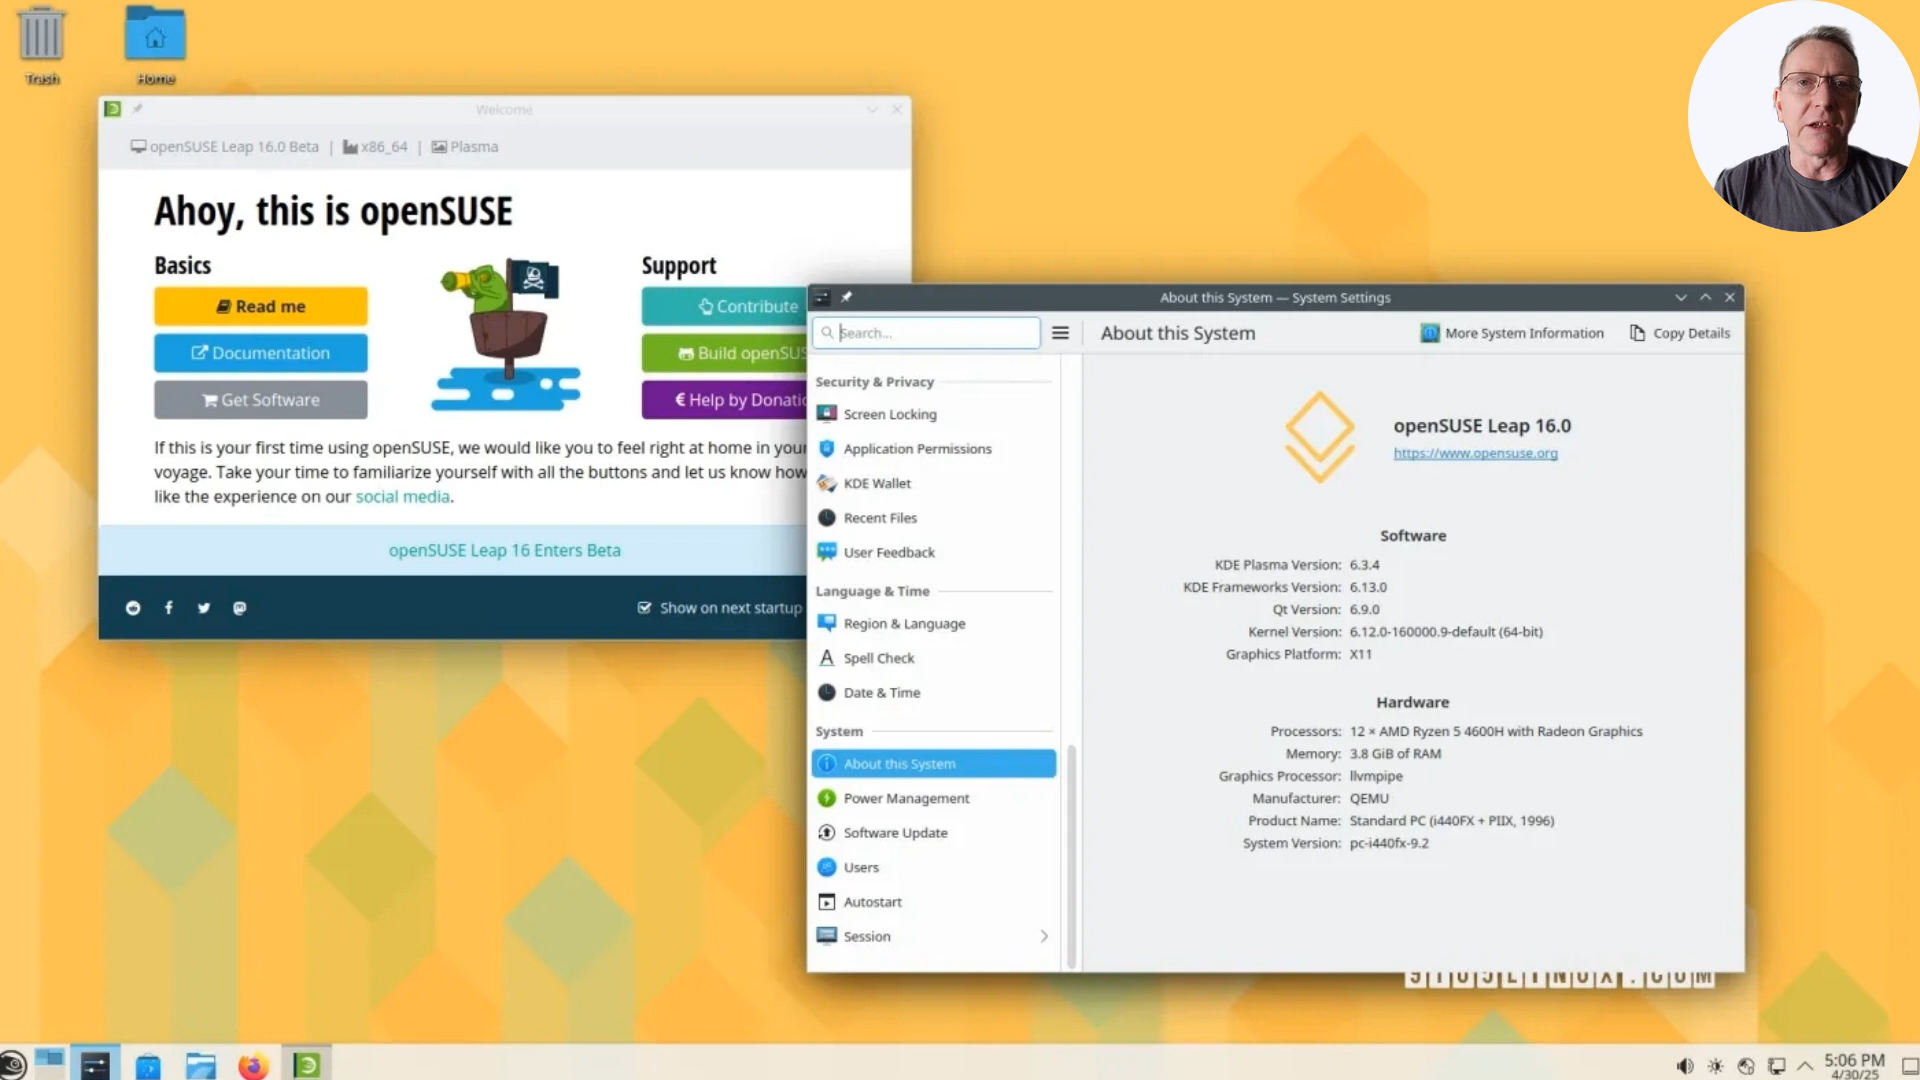 Trash
Home
Welcome
openSUSE Leap 16.0 Beta | x86_64 | Plasma
Ahoy, this is openSUSE
Basics
Read me
Documentation
Get Software
Support
Contribute
Build openSUS
Help by Donatio
If this is your first time using openSUSE, we would like you to feel right at home in your
voyage. Take your time to familiarize yourself with all the buttons and let us know how
like the experience on our social media.
openSUSE Leap 16 Enters Beta
Show on next startup
About this System — System Settings
Search...
About this System
More System Information
Copy Details
Security & Privacy
Screen Locking
Application Permissions
KDE Wallet
Recent Files
User Feedback
Language & Time
Region & Language
Spell Check
Date & Time
System
About this System
Power Management
Software Update
Users
Autostart
Session
openSUSE Leap 16.0
https://www.opensuse.org
Software
KDE Plasma Version: 6.3.4
KDE Frameworks Version: 6.13.0
Qt Version: 6.9.0
Kernel Version: 6.12.0-160000.9-default (64-bit)
Graphics Platform: X11
Hardware
Processors: 12 × AMD Ryzen 5 4600H with Radeon Graphics
Memory: 3.8 GiB of RAM
Graphics Processor: llvmpipe
Manufacturer: QEMU
Product Name: Standard PC (i440FX + PIIX, 1996)
System Version: pc-i440fx-9.2
9TO5LINUX.COM
5:06 PM
4/30/25